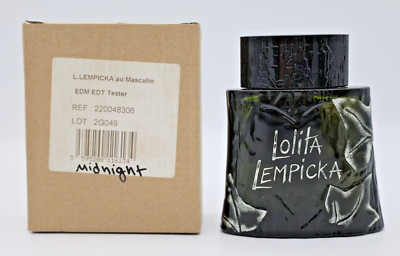 L.LEMPICKA au Masculin
EDM EDT Tester
REF 220048306
LOT 2G049
midnight
Lolita
LEMPICKA